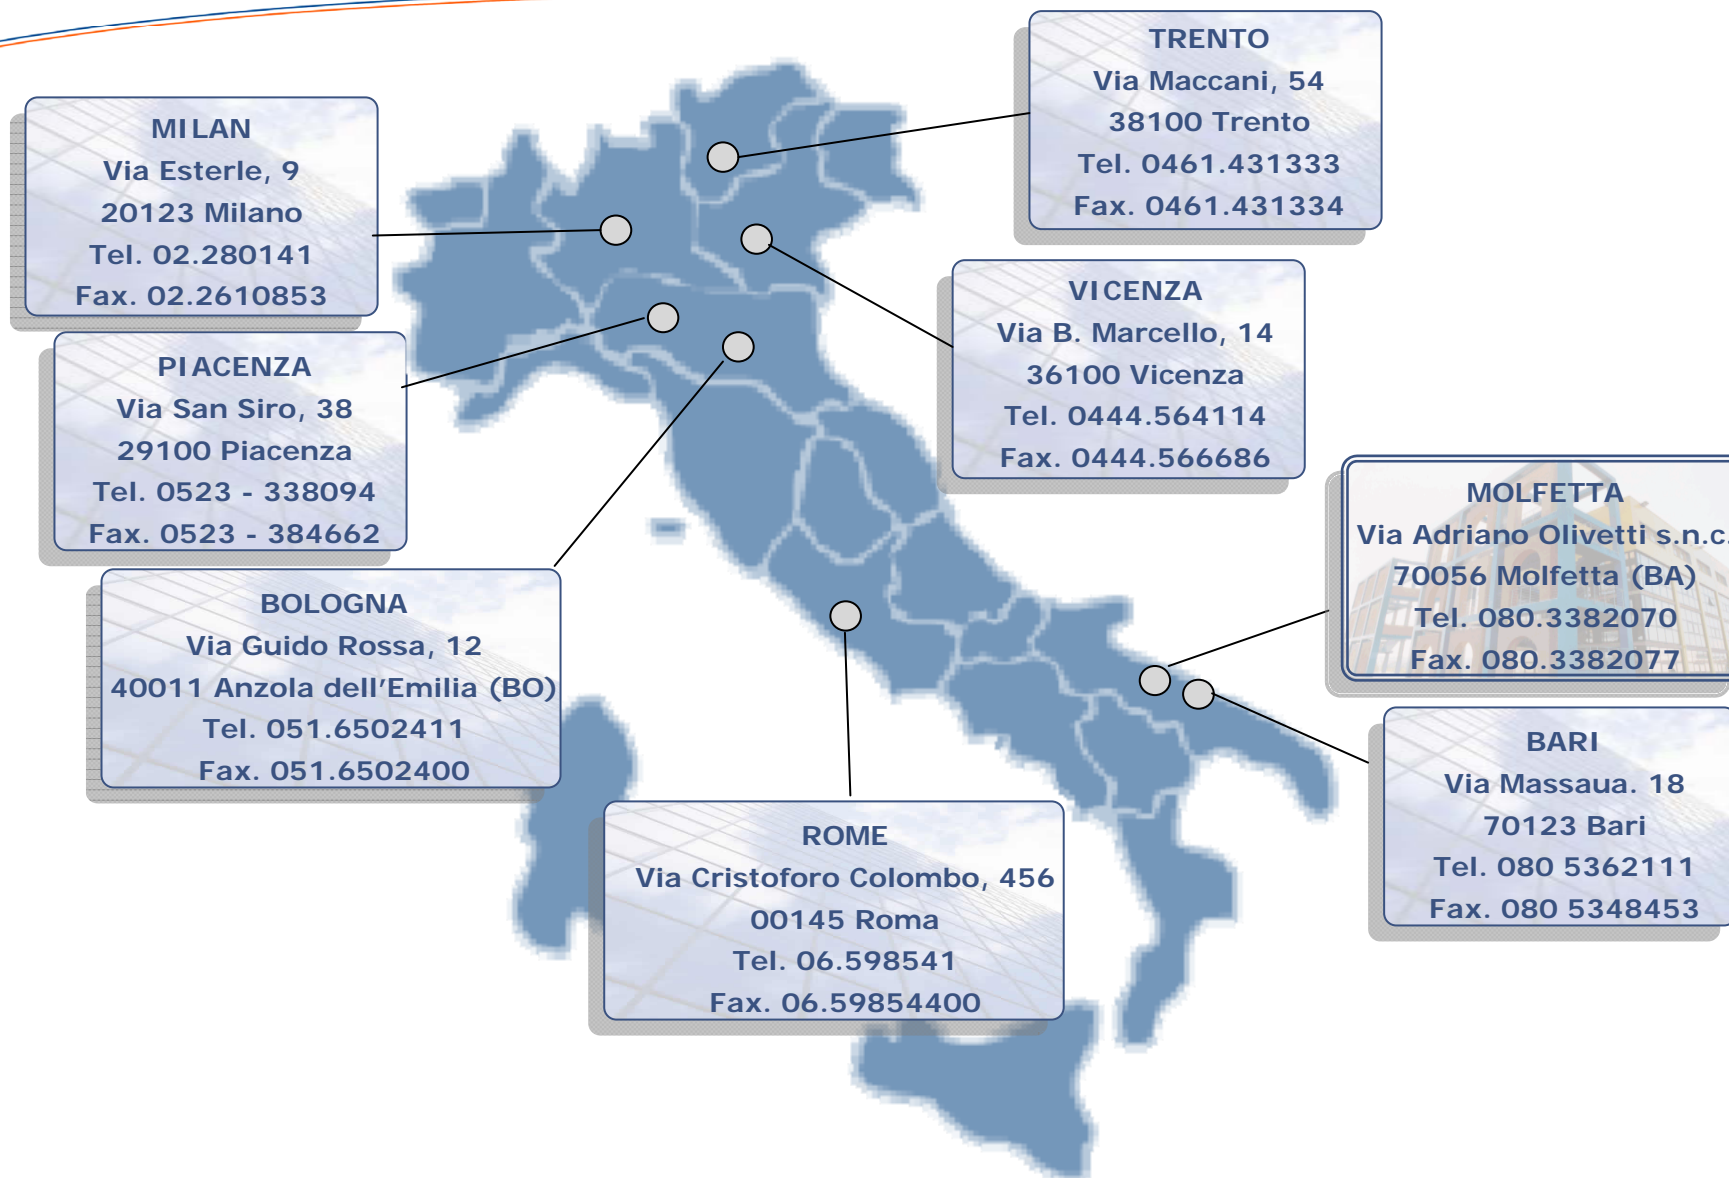 TRENTO
Via Maccani, 54
38100 Trento
Tel. 0461.431333
Fax. 0461.431334
MILAN
Via Esterle, 9
20123 Milano
Tel. 02.280141
Fax. 02.2610853
VICENZA
Via B. Marcello, 14
36100 Vicenza
Tel. 0444.564114
Fax. 0444.566686
PIACENZA
Via San Siro, 38
29100 Piacenza
Tel. 0523 - 338094
Fax. 0523 - 384662
MOLFETTA
Via Adriano Olivetti s.n.c.
70056 Molfetta (BA)
Tel. 080.3382070
Fax. 080.3382077
BOLOGNA
Via Guido Rossa, 12
40011 Anzola dell’Emilia (BO)
Tel. 051.6502411
Fax. 051.6502400
BARI
Via Massaua. 18
70123 Bari
Tel. 080 5362111
Fax. 080 5348453
ROME
Via Cristoforo Colombo, 456
00145 Roma
Tel. 06.598541
Fax. 06.59854400